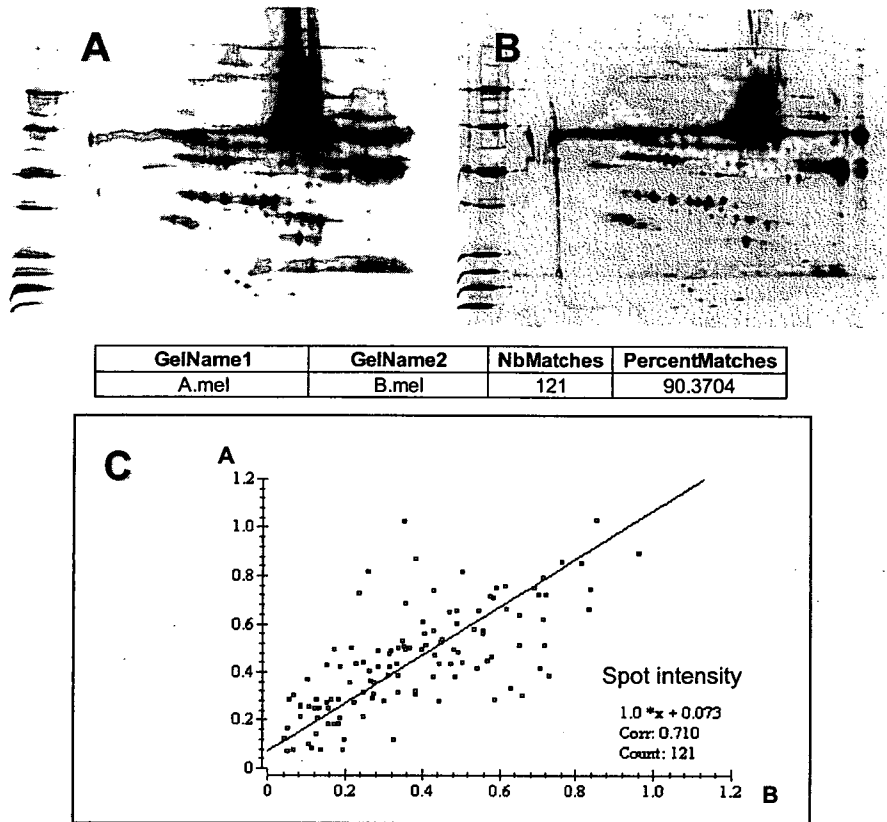 A
B
GelName1 GelName2 NbMatches PercentMatches
A.mel B.mel 121 90.3704
C
A
1.2
1.0
0.8
0.6
0.4
0.2
0
Spot intensity
1.0 *x + 0.073
Corr: 0.710
Count: 121
0 0.2 0.4 0.6 0.8 1.0 1.2
B